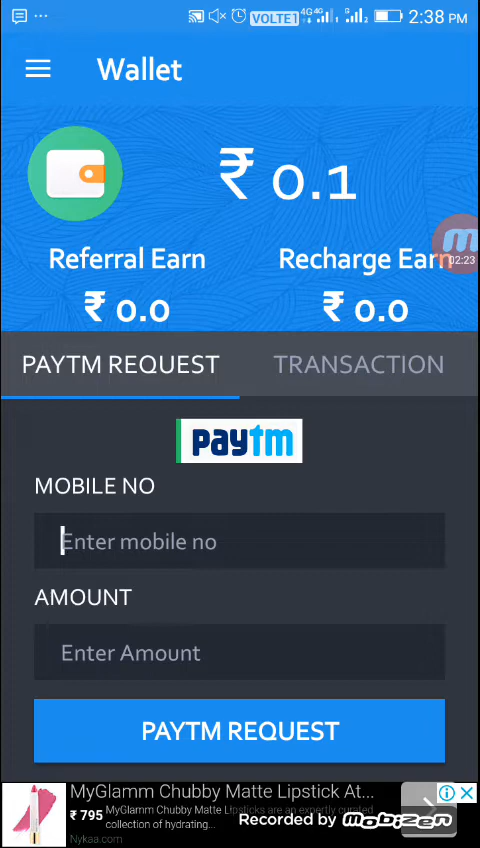 VOLTE1 4G 4G 2:38 PM
Wallet
₹ 0.1
Referral Earn
Recharge Earn
02:23
₹ 0.0
₹ 0.0
PAYTM REQUEST
TRANSACTION
paytm
MOBILE NO
Enter mobile no
AMOUNT
Enter Amount
PAYTM REQUEST
MyGlamm Chubby Matte Lipstick At...
₹ 795
MyGlamm Chubby Matte Lipsticks are an expertly curated
collection of hydrating...
Nykaa.com
Recorded by mobizen